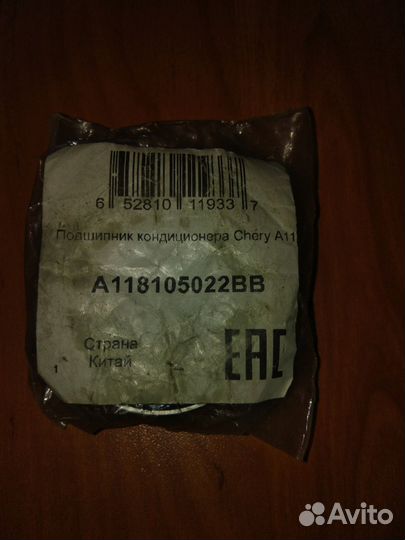 6 52810 11933 7
Подшипник кондиционера Chery A11
A118105022BB
Страна
Китай
EAC
1
Avito